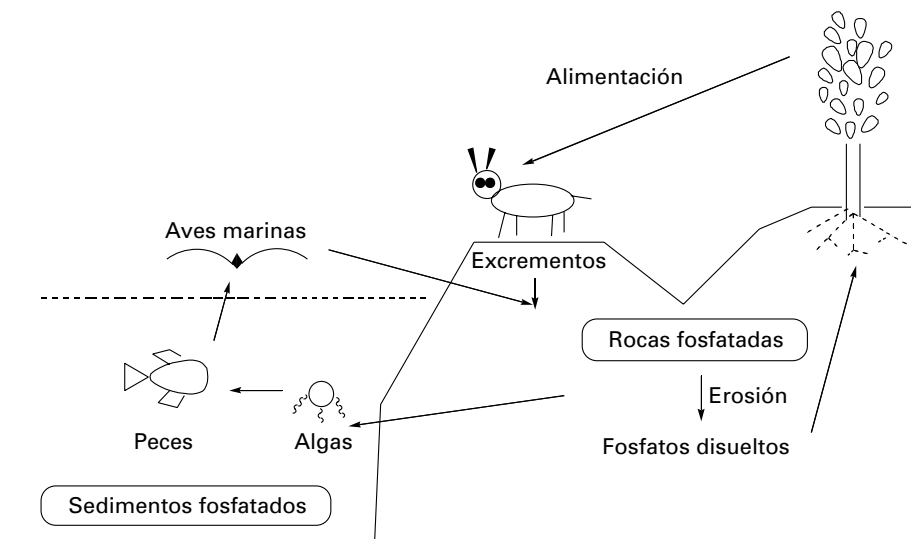 Alimentación
Aves marinas
Excrementos
Rocas fosfatadas
Erosión
Peces
Algas
Fosfatos disueltos
Sedimentos fosfatados